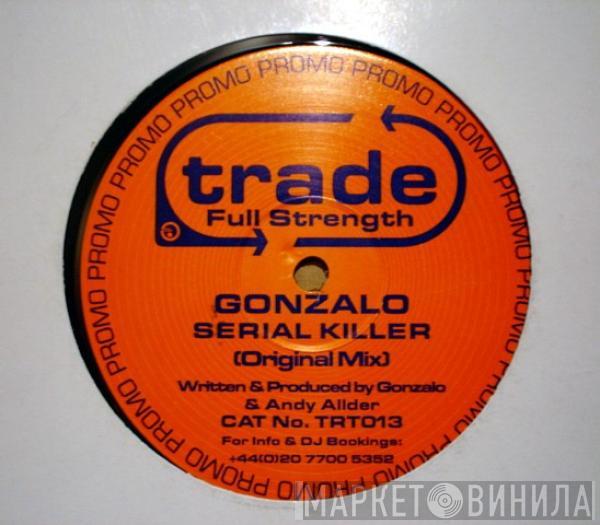 PROMO PROMO PROMO PROMO PROMO PROMO PROMO PROMO PROMO PROMO PROMO PROMO
trade
Full Strength
GONZALO
SERIAL KILLER
(Original Mix)
Written & Produced by Gonzalo
& Andy Allder
CAT No. TRT013
For Info & DJ Bookings:
+44(0)20 7700 5352
МАРКЕТ ВИНИЛА